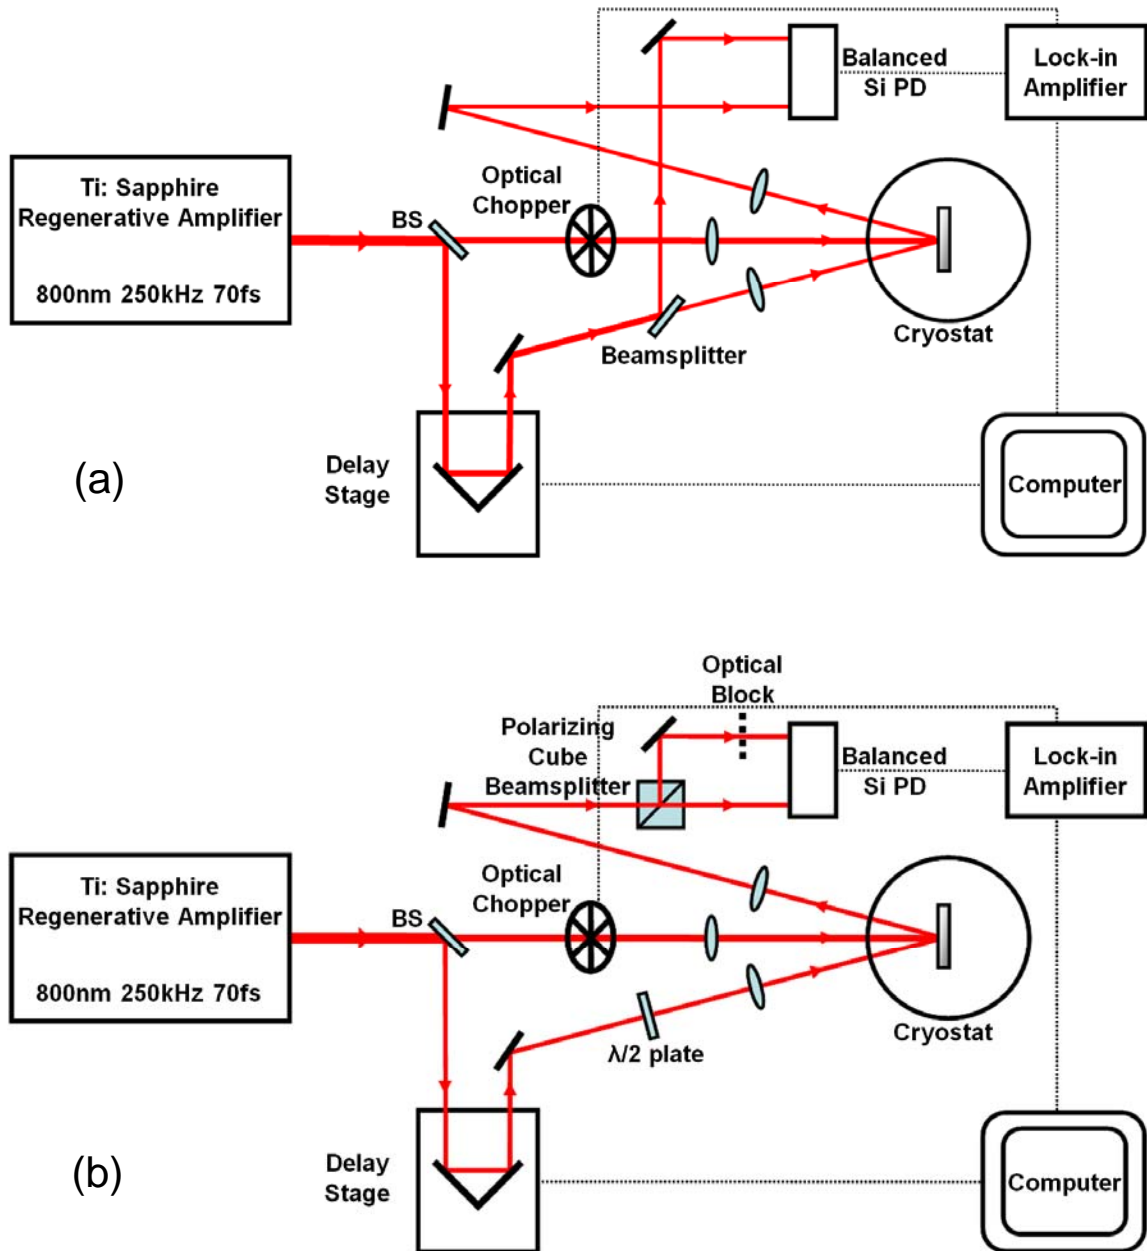 Balanced
Si PD
Lock-in
Amplifier
Ti: Sapphire
Regenerative Amplifier
800nm 250kHz 70fs
BS
Optical
Chopper
Beamsplitter
Cryostat
(a)
Delay
Stage
Computer
Optical
Block
Polarizing
Cube
Beamsplitter
Balanced
Si PD
Lock-in
Amplifier
Ti: Sapphire
Regenerative Amplifier
800nm 250kHz 70fs
BS
Optical
Chopper
λ/2 plate
Cryostat
(b)
Delay
Stage
Computer